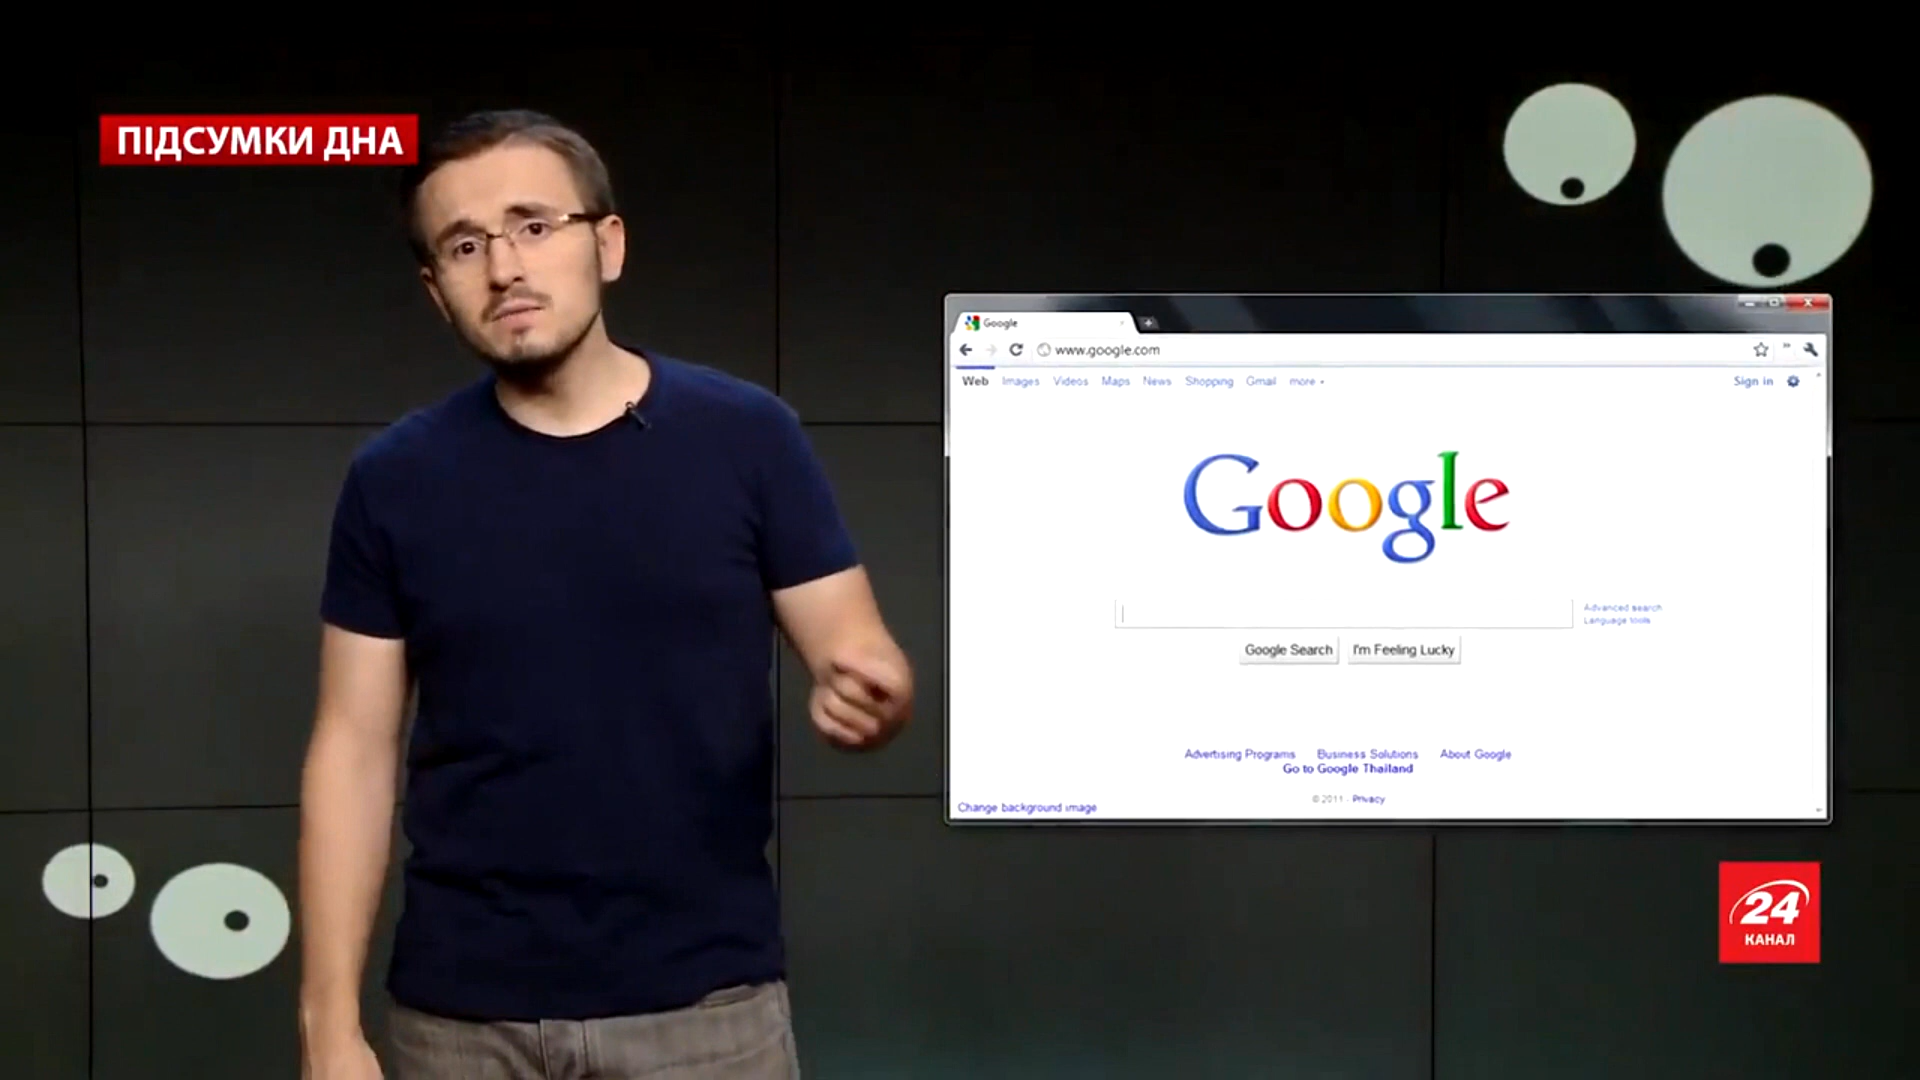 ПІДСУМКИ ДНА
Google
www.google.com
Web Images Videos Maps News Shopping Gmail more
Sign in
Google
Advanced search
Language tools
Google Search I'm Feeling Lucky
Advertising Programs Business Solutions About Google
Go to Google Thailand
© 2011 - Privacy
Change background image
24
КАНАЛ